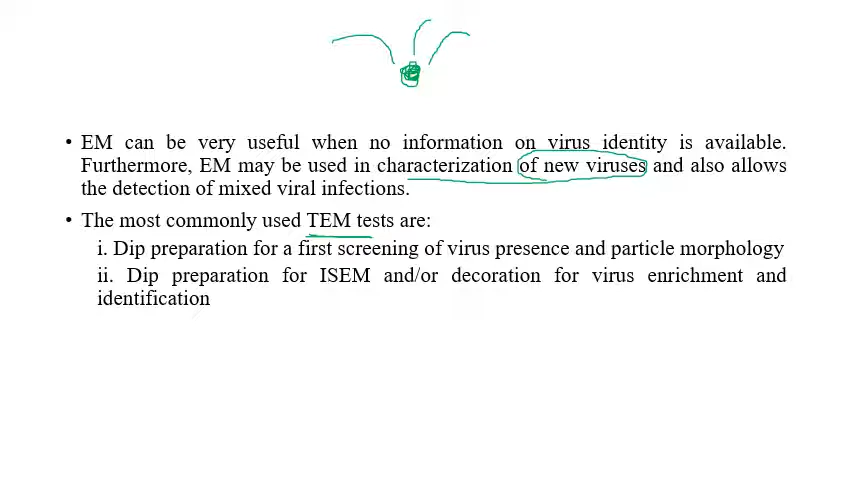 • EM can be very useful when no information on virus identity is available.
Furthermore, EM may be used in characterization of new viruses and also allows
the detection of mixed viral infections.
• The most commonly used TEM tests are:
i. Dip preparation for a first screening of virus presence and particle morphology
ii. Dip preparation for ISEM and/or decoration for virus enrichment and
identification